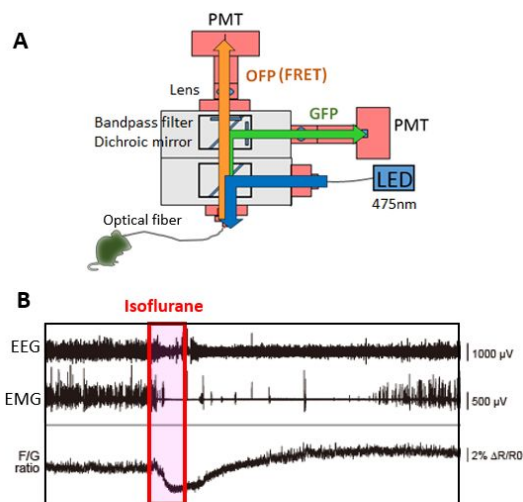 A
PMT
OFP (FRET)
Lens
GFP
Bandpass filter
Dichroic mirror
PMT
LED
475nm
Optical fiber
B
Isoflurane
EEG
1000 µV
EMG
500 µV
F/G
ratio
2% ΔR/R0